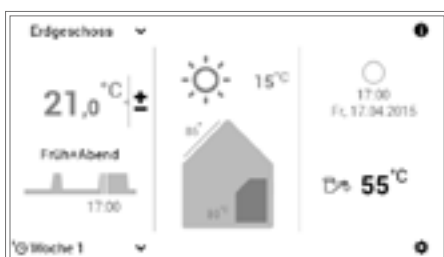 Erdgeschoss
21,0 °C ±
15°C
17:00
Fr, 17.04.2015
Früh+Abend
17:00
55°C
Woche 1